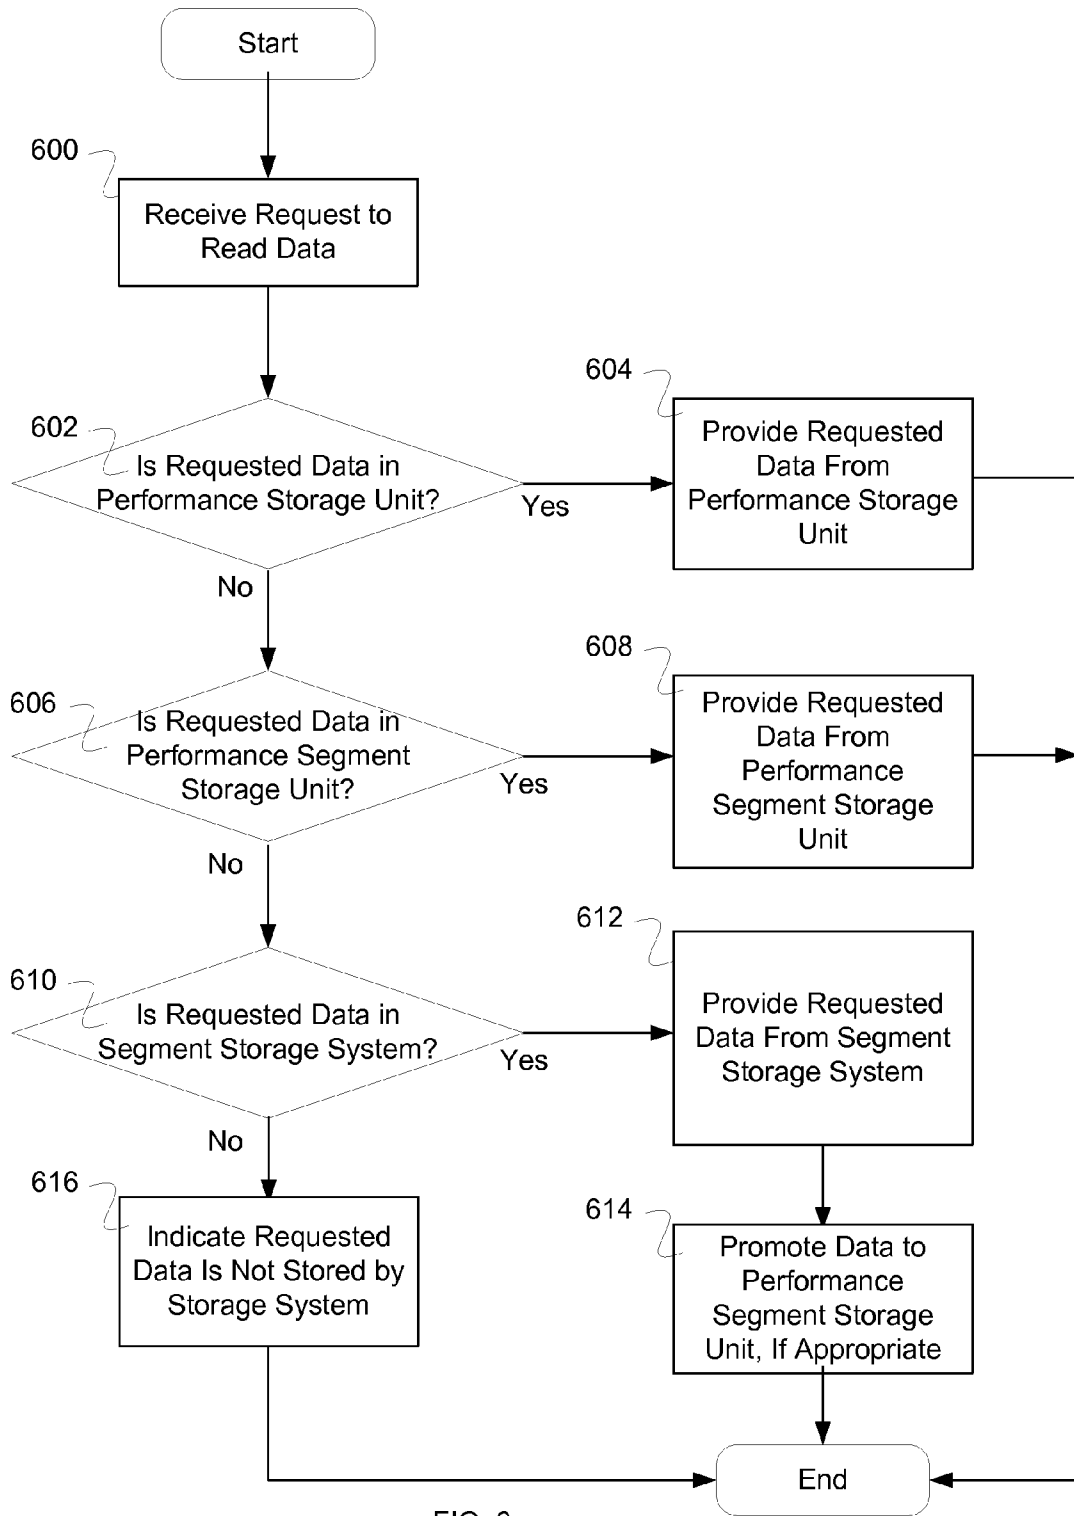 Start
600
Receive Request to
Read Data
602
Is Requested Data in
Performance Storage Unit?
Yes
No
604
Provide Requested
Data From
Performance Storage
Unit
606
Is Requested Data in
Performance Segment
Storage Unit?
Yes
No
608
Provide Requested
Data From
Performance
Segment Storage
Unit
610
Is Requested Data in
Segment Storage System?
Yes
No
612
Provide Requested
Data From Segment
Storage System
614
Promote Data to
Performance
Segment Storage
Unit, If Appropriate
616
Indicate Requested
Data Is Not Stored by
Storage System
End